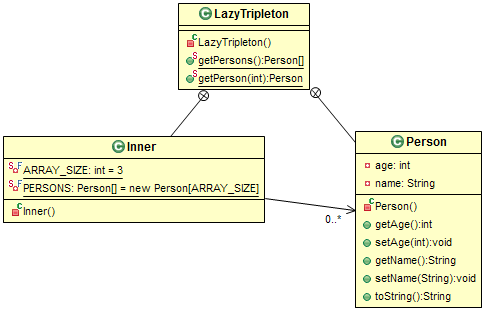 LazyTripleton
LazyTripleton()
getPersons():Person[]
getPerson(int):Person
Inner
ARRAY_SIZE: int = 3
PERSONS: Person[] = new Person[ARRAY_SIZE]
Inner()
0..*
Person
age: int
name: String
Person()
getAge():int
setAge(int):void
getName():String
setName(String):void
toString():String